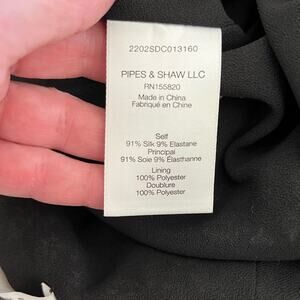 2202SDC013160
PIPES & SHAW LLC
RN155820
Made in China
Fabriqué en Chine
Self
91% Silk 9% Elastane
Principal
91% Soie 9% Élasthanne
Lining
100% Polyester
Doublure
100% Polyester